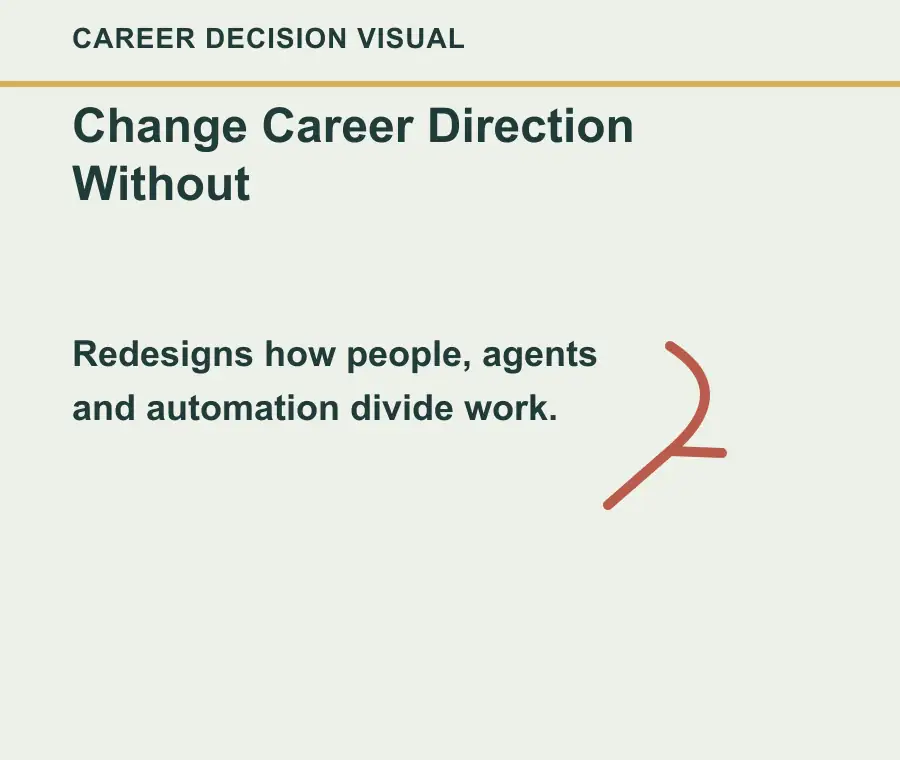 CAREER DECISION VISUAL
Change Career Direction
Without
Redesigns how people, agents
and automation divide work.